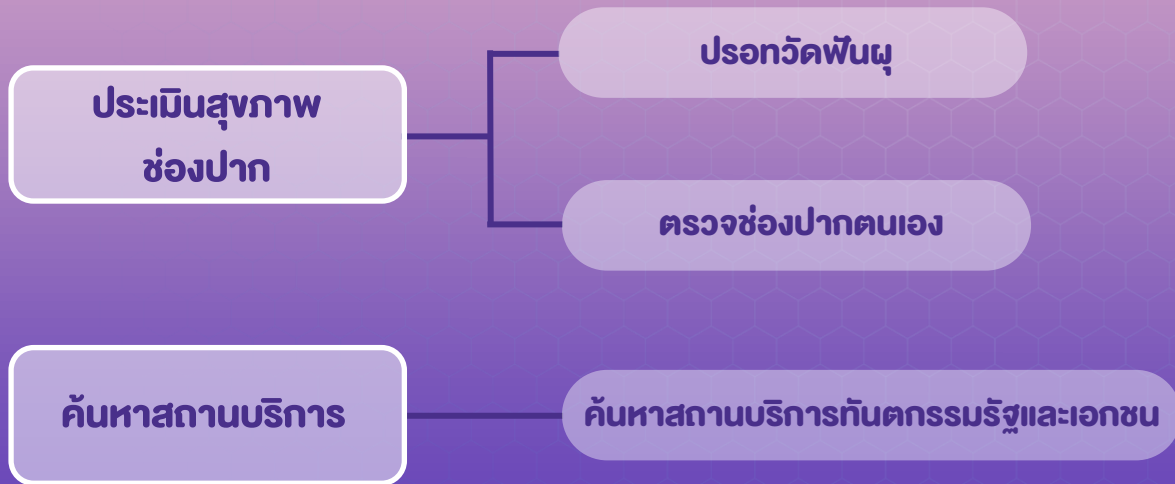 ประเมินสุขภาพ
ช่องปาก
ปรอทวัดฟันผุ
ตรวจช่องปากตนเอง
ค้นหาสถานบริการ
ค้นหาสถานบริการทันตกรรมรัฐและเอกชน